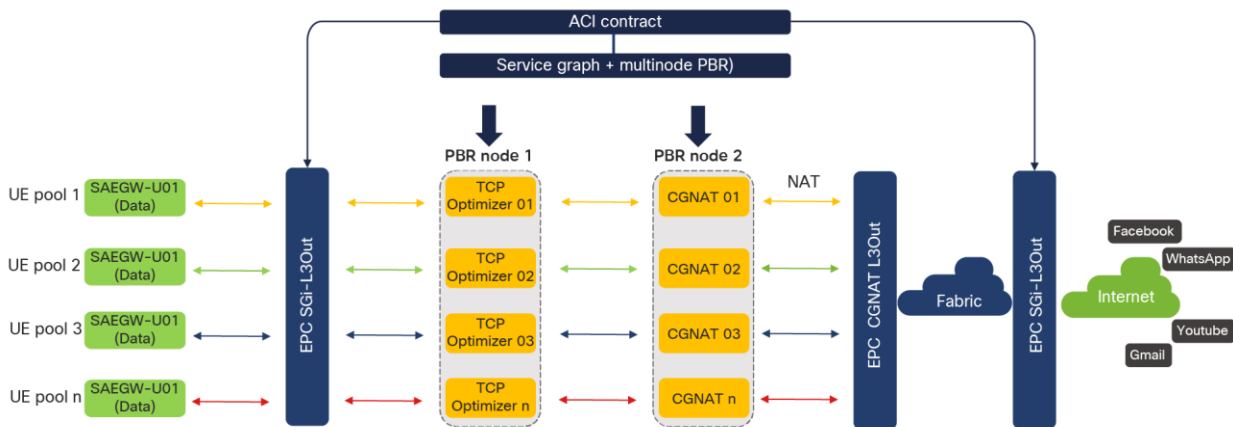 ACI contract
Service graph + multinode PBR)
PBR node 1
PBR node 2
UE pool 1
SAEGW-U01
(Data)
TCP
Optimizer 01
CGNAT 01
NAT
UE pool 2
SAEGW-U01
(Data)
TCP
Optimizer 02
CGNAT 02
UE pool 3
SAEGW-U01
(Data)
TCP
Optimizer 03
CGNAT 03
UE pool n
SAEGW-U01
(Data)
TCP
Optimizer n
CGNAT n
EPC SGi-L3Out
EPC CGNAT L3Out
Fabric
EPC SGi-L3Out
Facebook
WhatsApp
Internet
Youtube
Gmail